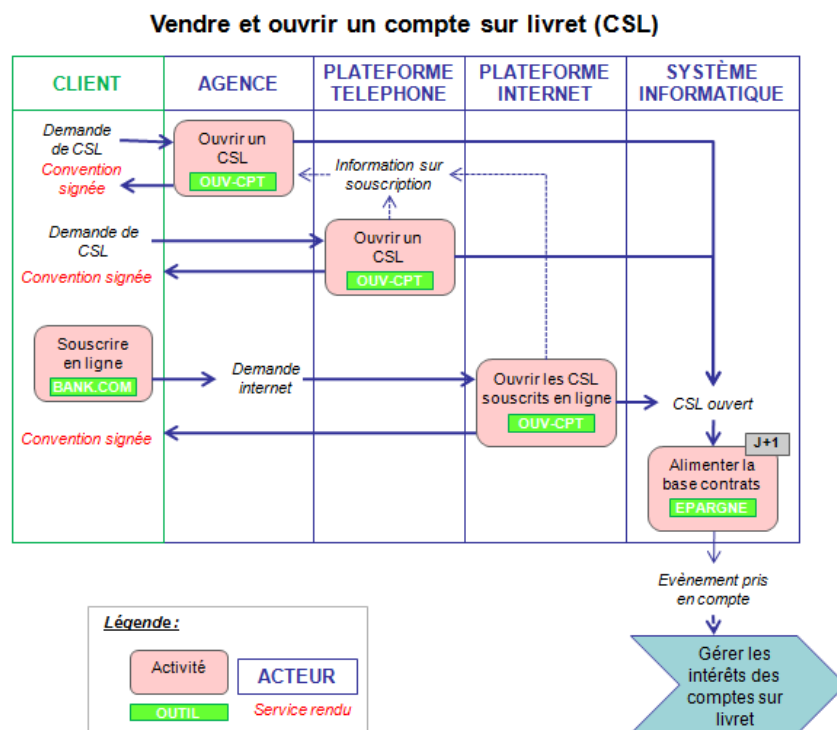 Vendre et ouvrir un compte sur livret (CSL)
CLIENT
AGENCE
PLATEFORME
TELEPHONE
PLATEFORME
INTERNET
SYSTÈME
INFORMATIQUE
Demande
de CSL
Convention
signée
Ouvrir un
CSL
OUV-CPT
Information sur
souscription
Demande de
CSL
Convention signée
Ouvrir un
CSL
OUV-CPT
Souscrire
en ligne
BANK.COM
Demande
internet
Ouvrir les CSL
souscrits en ligne
OUV-CPT
CSL ouvert
Convention signée
J+1
Alimenter la
base contrats
EPARGNE
Evènement pris
en compte
Gérer les
intérêts des
comptes sur
livret
Légende :
Activité
ACTEUR
OUTIL
Service rendu